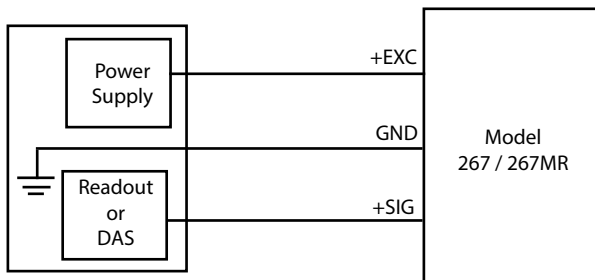 Power
Supply
+EXC
GND
Model
267 / 267MR
Readout
or
DAS
+SIG